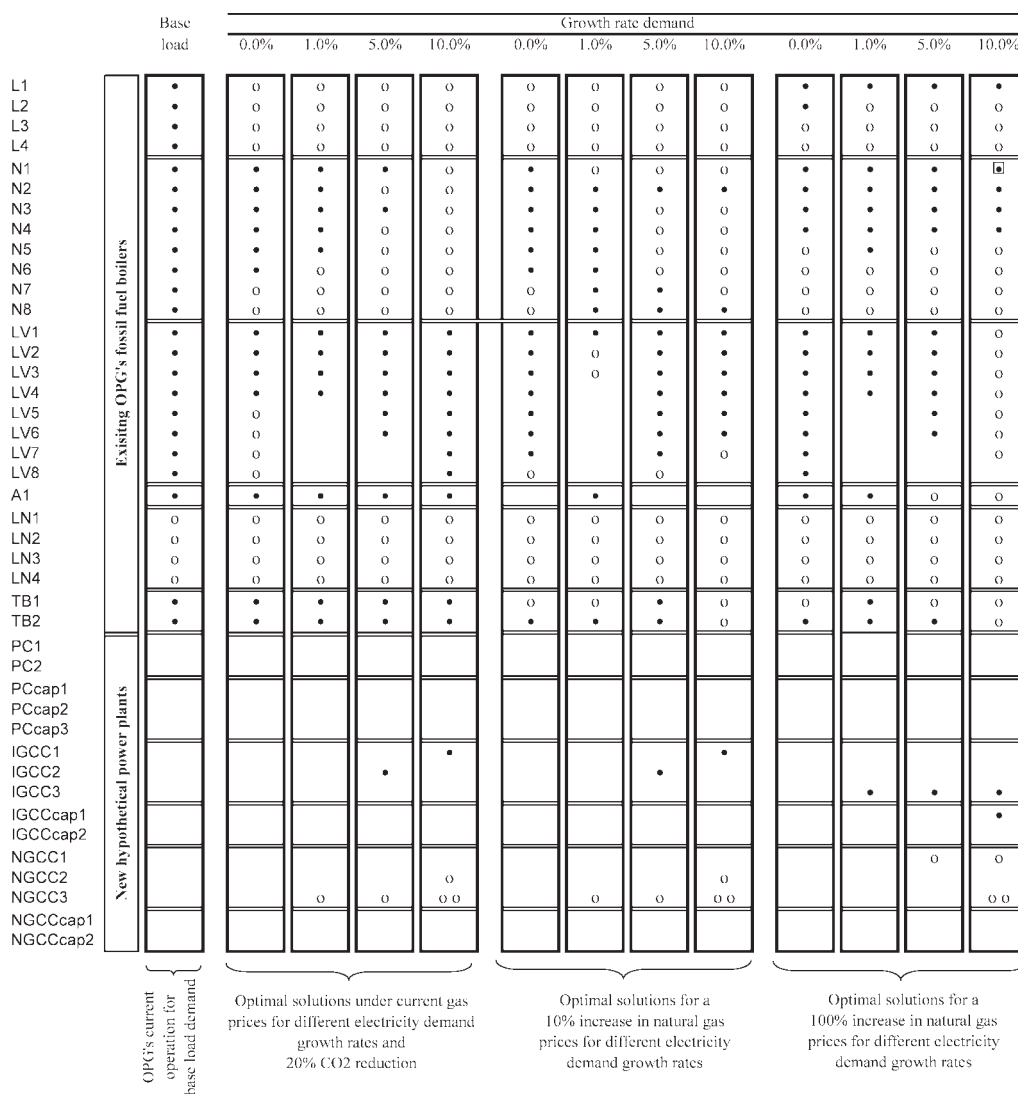 Base load
Growth rate demand
0.0% 1.0% 5.0% 10.0% 0.0% 1.0% 5.0% 10.0% 0.0% 1.0% 5.0% 10.0%
Exisitng OPG's fossil fuel boilers
L1 • o o o o o o o o • • • •
L2 • o o o o o o o o • o o o
L3 • o o o o o o o o o o o o
L4 • o o o o o o o o o o o o
N1 • • • • o • o o o • • • •
N2 • • • o o • • • • • • • •
N3 • • • • o • • o o • • • •
N4 • • • • o • • o o • • • •
N5 • • • o o • • o o o • o o
N6 • • o o o • • o o o o o o
N7 • o o o o o • • o o o o o
N8 • o o o o o • • • o o o o
LV1 • • • • • • • • • • • • o
LV2 • • • • • • o • • • • • o
LV3 • • • • • • o • • • • • o
LV4 • • • • • • • • • • • o
LV5 • o • • • • • • • o
LV6 • o • • • • • • • o
LV7 • o • • • o • o
LV8 • o • o o •
A1 • • • • • • • • o o
LN1 o o o o o o o o o o o o o
LN2 o o o o o o o o o o o o o
LN3 o o o o o o o o o o o o o
LN4 o o o o o o o o o o o o o
TB1 • • • • • o o • o o • o o
TB2 • • • • • • • • o • • • o
New hypothetical power plants
PC1
PC2
PCcap1
PCcap2
PCcap3
IGCC1 • •
IGCC2 • •
IGCC3 • • •
IGCCcap1 •
IGCCcap2
NGCC1 o o
NGCC2 o o
NGCC3 o o o o o o o o o o
NGCCcap1
NGCCcap2
OPG's current
operation for
base load demand
Optimal solutions under current gas
prices for different electricity demand
growth rates and
20% CO2 reduction
Optimal solutions for a
10% increase in natural gas
prices for different electricity
demand growth rates
Optimal solutions for a
100% increase in natural gas
prices for different electricity
demand growth rates